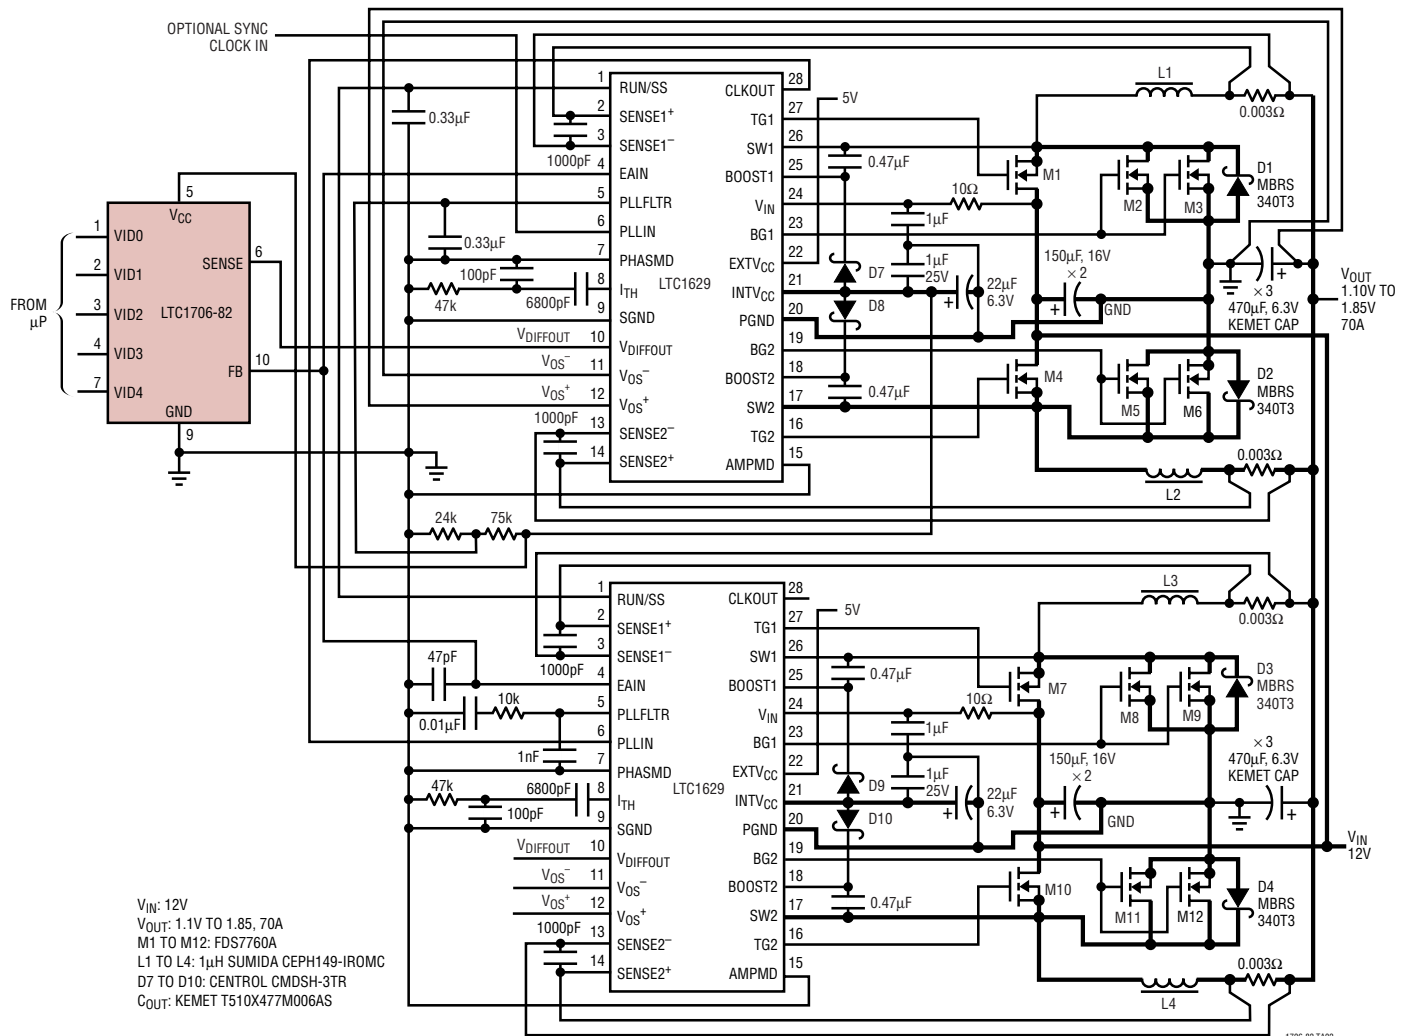 OPTIONAL SYNC
CLOCK IN
FROM
μP
1
VID0
2
VID1
3
VID2
4
VID3
7
VID4
5
VCC
SENSE
6
LTC1706-82
FB
10
GND
9
0.33μF
1000pF
0.33μF
100pF
47k
6800pF
VDIFFOUT
VOS−
VOS+
1000pF
24k
75k
1
RUN/SS
2
SENSE1+
3
SENSE1−
4
EAIN
5
PLLFLTR
6
PLLIN
7
PHASMD
8
ITH
9
SGND
10
VDIFFOUT
11
VOS−
12
VOS+
13
SENSE2−
14
SENSE2+
LTC1629
CLKOUT
28
TG1
27
SW1
26
BOOST1
25
VIN
24
BG1
23
EXTVCC
22
INTVCC
21
PGND
20
BG2
19
BOOST2
18
SW2
17
TG2
16
AMPMD
15
5V
0.47μF
10Ω
1μF
1μF
25V
D7
D8
22μF
6.3V
0.47μF
M1
M2
M3
D1
MBRS
340T3
L1
0.003Ω
150μF, 16V
×2
GND
×3
470μF, 6.3V
KEMET CAP
VOUT
1.10V TO
1.85V
70A
M4
M5
M6
D2
MBRS
340T3
0.003Ω
L2
47pF
10k
0.01μF
1nF
47k
100pF
6800pF
1000pF
VDIFFOUT
VOS−
VOS+
1000pF
1
RUN/SS
2
SENSE1+
3
SENSE1−
4
EAIN
5
PLLFLTR
6
PLLIN
7
PHASMD
8
ITH
9
SGND
10
VDIFFOUT
11
VOS−
12
VOS+
13
SENSE2−
14
SENSE2+
LTC1629
CLKOUT
28
TG1
27
SW1
26
BOOST1
25
VIN
24
BG1
23
EXTVCC
22
INTVCC
21
PGND
20
BG2
19
BOOST2
18
SW2
17
TG2
16
AMPMD
15
5V
0.47μF
10Ω
1μF
1μF
25V
D9
D10
22μF
6.3V
0.47μF
L3
0.003Ω
M7
M8
M9
D3
MBRS
340T3
150μF, 16V
×2
GND
×3
470μF, 6.3V
KEMET CAP
VIN
12V
M10
M11
M12
D4
MBRS
340T3
0.003Ω
L4
VIN: 12V
VOUT: 1.1V TO 1.85, 70A
M1 TO M12: FDS7760A
L1 TO L4: 1μH SUMIDA CEPH149-IROMC
D7 TO D10: CENTROL CMDSH-3TR
COUT: KEMET T510X477M006AS